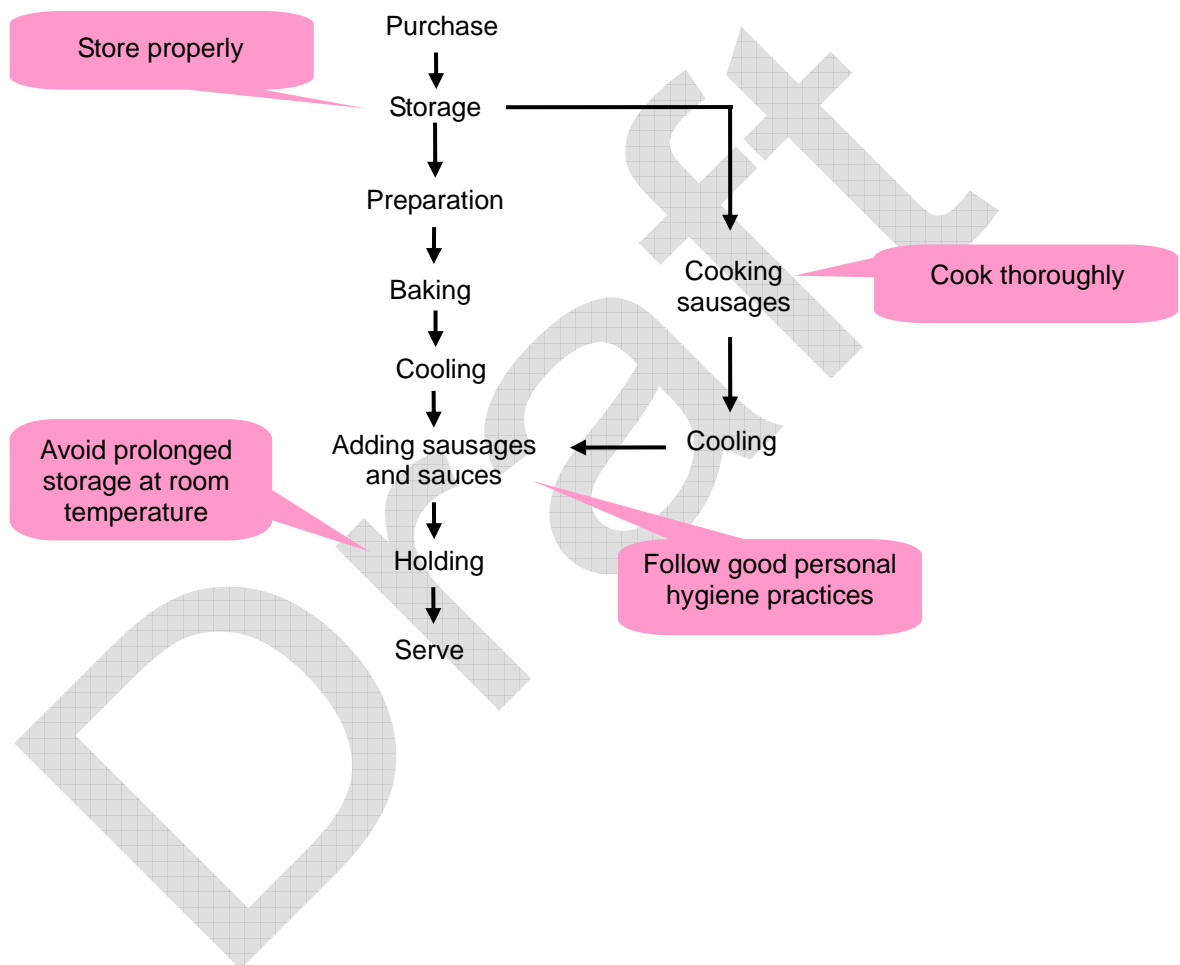 Purchase
Store properly
Storage
Preparation
Cooking
sausages
Cook thoroughly
Baking
Cooling
Adding sausages
and sauces
Cooling
Avoid prolonged
storage at room
temperature
Holding
Follow good personal
hygiene practices
Serve
Draft